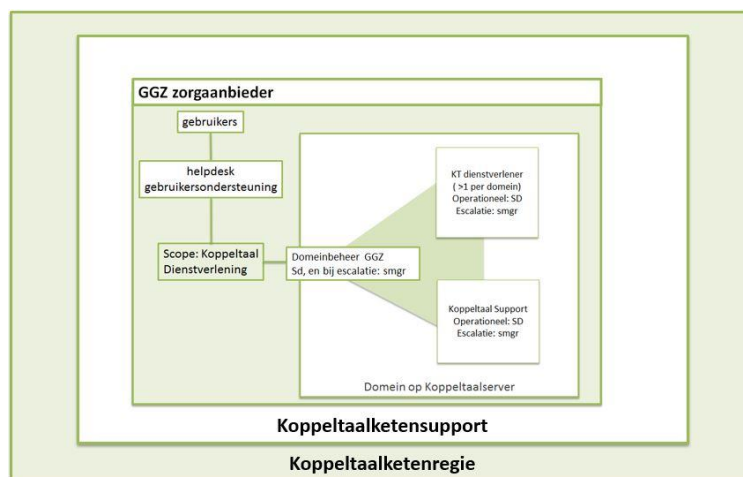 GGZ zorgaanbieder
gebruikers
helpdesk
gebruikersondersteuning
Scope: Koppeltaal
Dienstverlening
Domeinbeheer GGZ
Sd, en bij escalatie: smgr
KT dienstverlener
( >1 per domein)
Operationeel: SD
Escalatie: smgr
Koppeltaal Support
Operationeel: SD
Escalatie: smgr
Domein op Koppeltaalserver
Koppeltaalketensupport
Koppeltaalketenregie